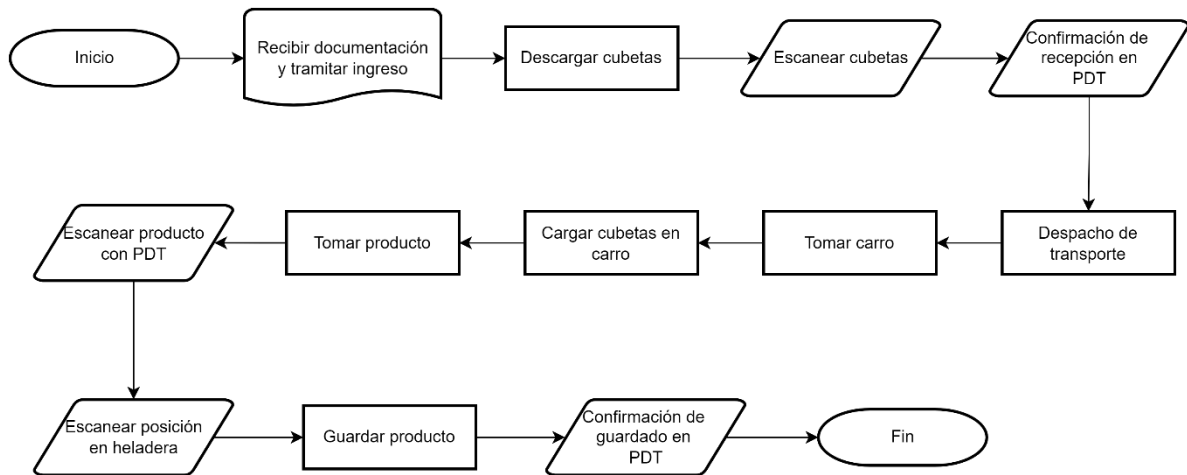 Inicio
Recibir documentación
y tramitar ingreso
Descargar cubetas
Escanear cubetas
Confirmación de
recepción en
PDT
Despacho de
transporte
Tomar carro
Cargar cubetas en
carro
Tomar producto
Escanear producto
con PDT
Escanear posición
en heladera
Guardar producto
Confirmación de
guardado en
PDT
Fin